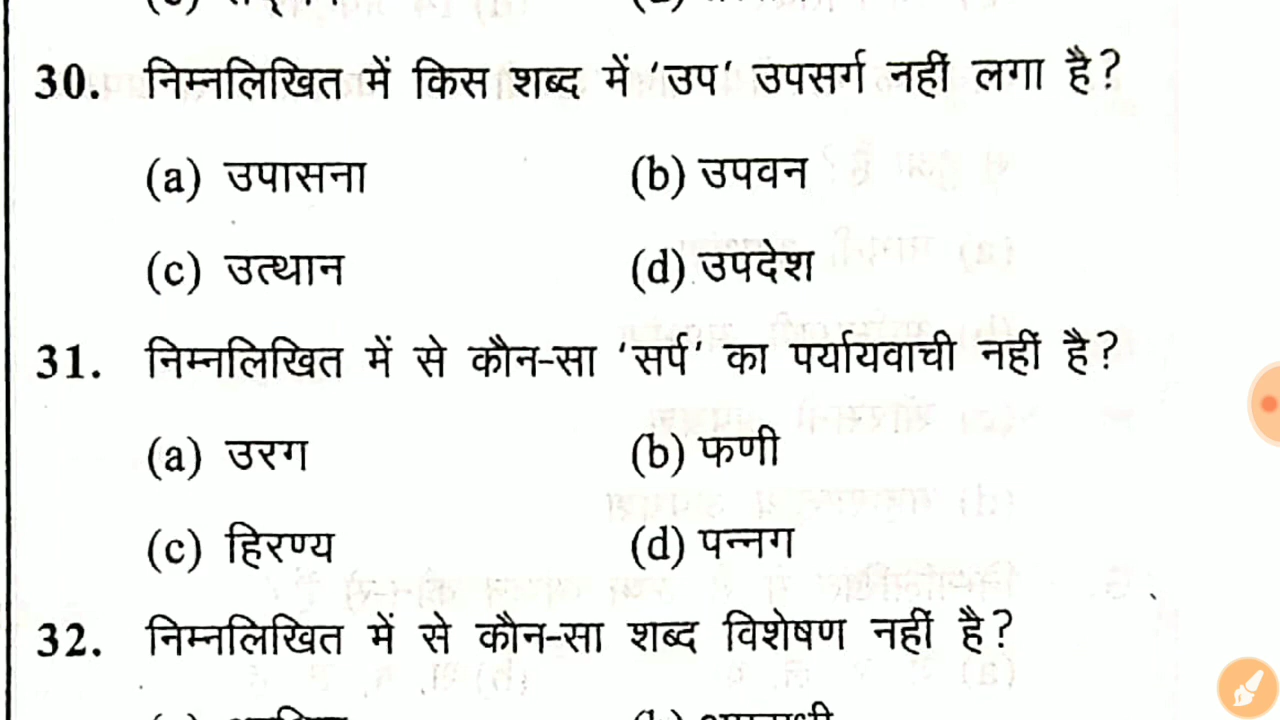 30. निम्नलिखित में किस शब्द में 'उप' उपसर्ग नहीं लगा है?
(a) उपासना (b) उपवन
(c) उत्थान (d) उपदेश
31. निम्नलिखित में से कौन-सा 'सर्प' का पर्यायवाची नहीं है?
(a) उरग (b) फणी
(c) हिरण्य (d) पन्नग
32. निम्नलिखित में से कौन-सा शब्द विशेषण नहीं है?